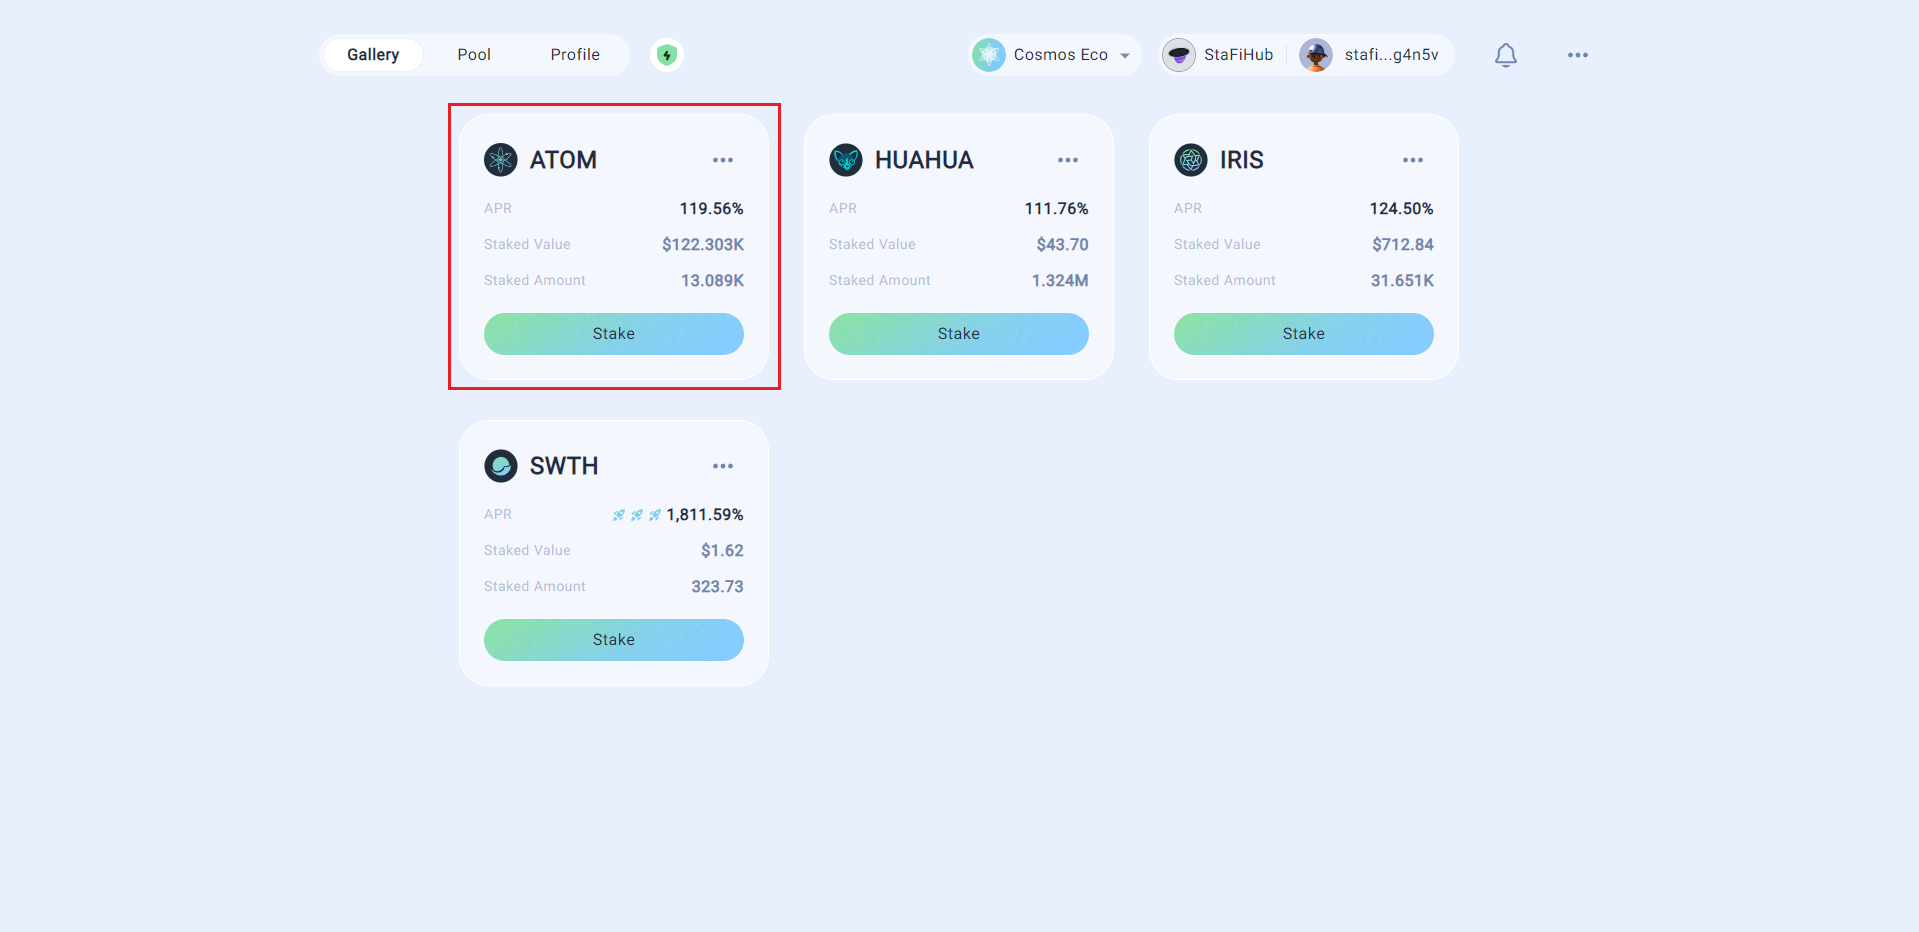 Gallery Pool Profile Cosmos Eco StaFiHub stafi...g4n5v
ATOM
APR 119.56%
Staked Value $122.303K
Staked Amount 13.089K
Stake
HUAHUA
APR 111.76%
Staked Value $43.70
Staked Amount 1.324M
Stake
IRIS
APR 124.50%
Staked Value $712.84
Staked Amount 31.651K
Stake
SWTH
APR 1,811.59%
Staked Value $1.62
Staked Amount 323.73
Stake